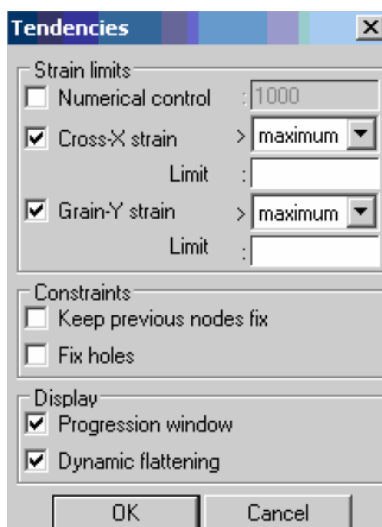 Tendencies
Strain limits
Numerical control : 1000
Cross-X strain > maximum
Limit :
Grain-Y strain > maximum
Limit :
Constraints
Keep previous nodes fix
Fix holes
Display
Progression window
Dynamic flattening
OK Cancel